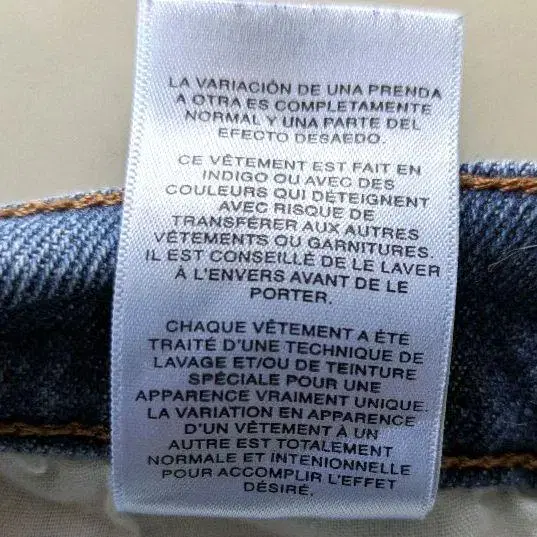 LA VARIACIÓN DE UNA PRENDA
A OTRA ES COMPLETAMENTE
NORMAL Y UNA PARTE DEL
EFECTO DESAEDO.
CE VÊTEMENT EST FAIT EN
INDIGO OU AVEC DES
COULEURS QUI DÉTEIGNENT
AVEC RISQUE DE
TRANSFÉRER AUX AUTRES
VÊTEMENTS OU GARNITURES.
IL EST CONSEILLÉ DE LE LAVER
À L'ENVERS AVANT DE LE
PORTER.
CHAQUE VÊTEMENT A ÉTÉ
TRAITÉ D'UNE TECHNIQUE DE
LAVAGE ET/OU DE TEINTURE
SPÉCIALE POUR UNE
APPARENCE VRAIMENT UNIQUE.
LA VARIATION EN APPARENCE
D'UN VÊTEMENT À UN
AUTRE EST TOTALEMENT
NORMALE ET INTENIONNELLE
POUR ACCOMPLIR L'EFFET
DÉSIRÉ.